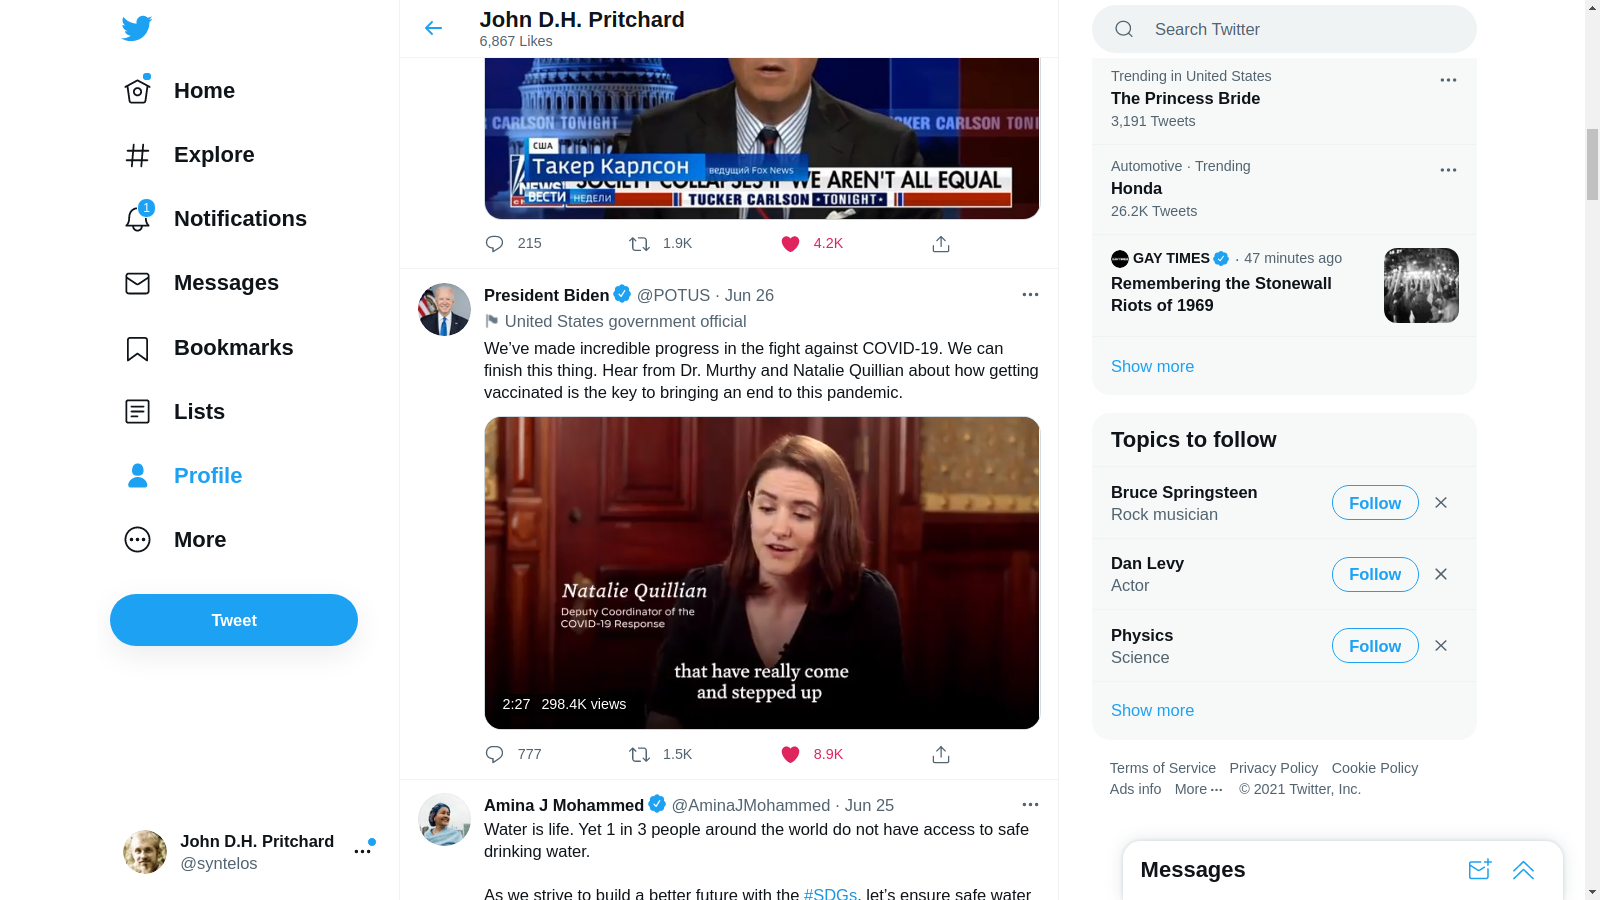 Home
Explore
1
Notifications
Messages
Bookmarks
Lists
Profile
More
Tweet
John D.H. Pritchard
@syntelos
John D.H. Pritchard
6,867 Likes
R CARLSON TONIGHT
CKER CARLSON TONI
США
Такер Карлсон
ведущий Fox News
SOCIETY COLLAPSES IF WE AREN'T ALL EQUAL
NEWS
ВЕСТИ НЕДЕЛИ
TUCKER CARLSON ★TONIGHT★
215
1.9K
4.2K
President Biden @POTUS · Jun 26
United States government official
We’ve made incredible progress in the fight against COVID-19. We can
finish this thing. Hear from Dr. Murthy and Natalie Quillian about how getting
vaccinated is the key to bringing an end to this pandemic.
Natalie Quillian
Deputy Coordinator of the
COVID-19 Response
that have really come
and stepped up
2:27 298.4K views
777
1.5K
8.9K
Amina J Mohammed @AminaJMohammed · Jun 25
Water is life. Yet 1 in 3 people around the world do not have access to safe
drinking water.
As we strive to build a better future with the #SDGs, let’s ensure safe water
Search Twitter
Trending in United States
The Princess Bride
3,191 Tweets
Automotive · Trending
Honda
26.2K Tweets
GAY TIMES · 47 minutes ago
Remembering the Stonewall
Riots of 1969
Show more
Topics to follow
Bruce Springsteen
Rock musician
Follow
Dan Levy
Actor
Follow
Physics
Science
Follow
Show more
Terms of Service Privacy Policy Cookie Policy
Ads info More ··· © 2021 Twitter, Inc.
Messages